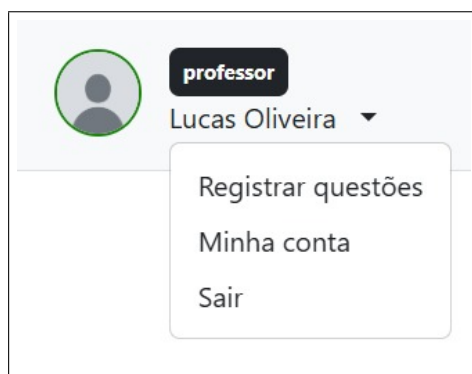 professor
Lucas Oliveira
Registrar questões
Minha conta
Sair